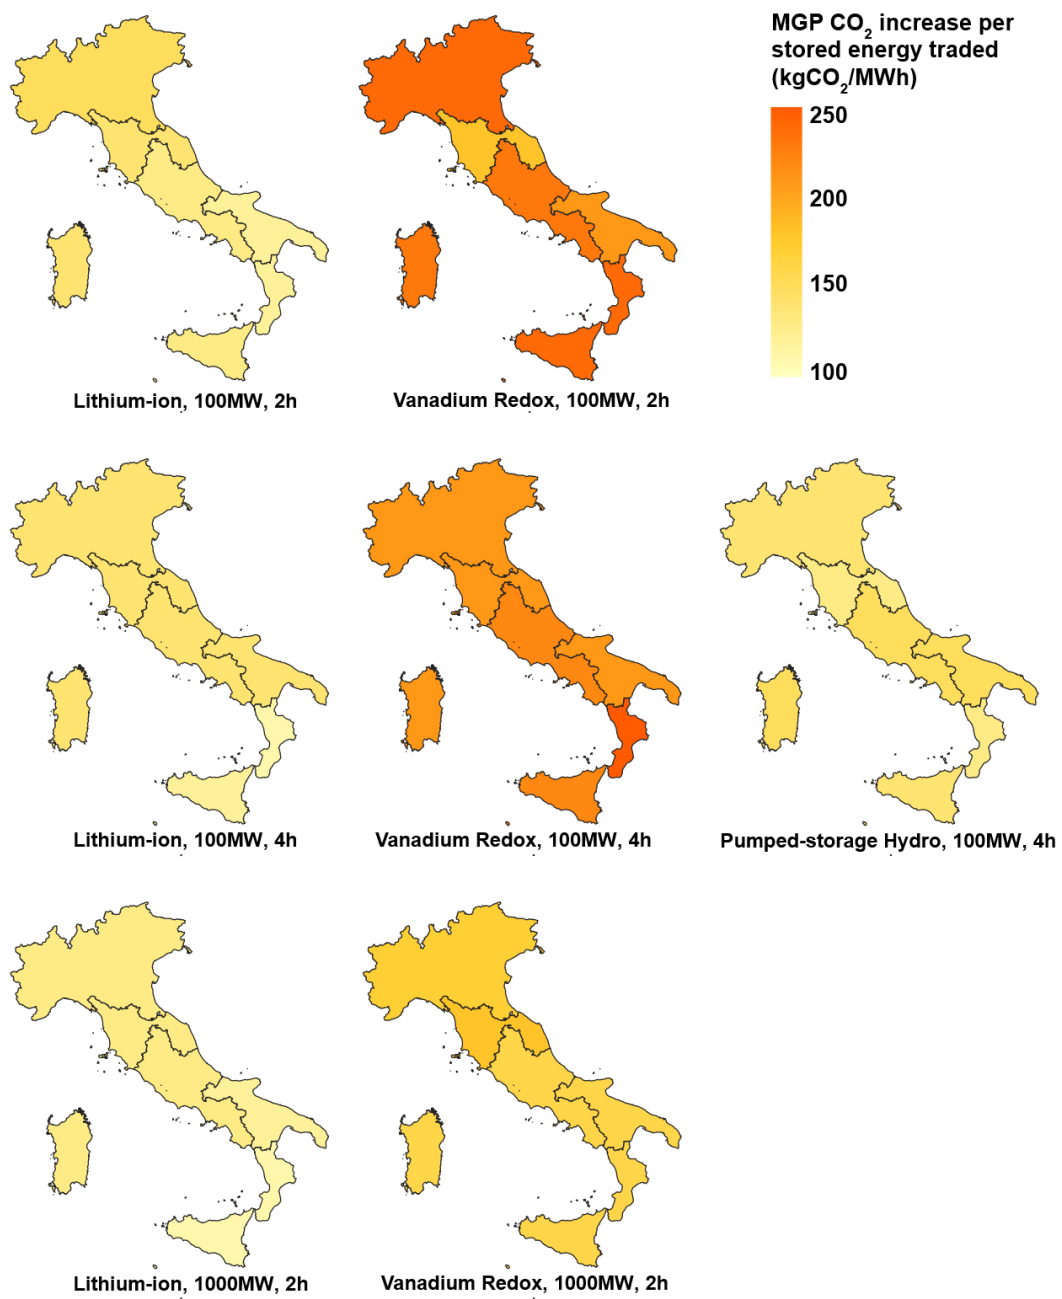 MGP CO₂ increase per
stored energy traded
(kgCO₂/MWh)
250
200
150
100
Lithium-ion, 100MW, 2h
Vanadium Redox, 100MW, 2h
Lithium-ion, 100MW, 4h
Vanadium Redox, 100MW, 4h
Pumped-storage Hydro, 100MW, 4h
Lithium-ion, 1000MW, 2h
Vanadium Redox, 1000MW, 2h